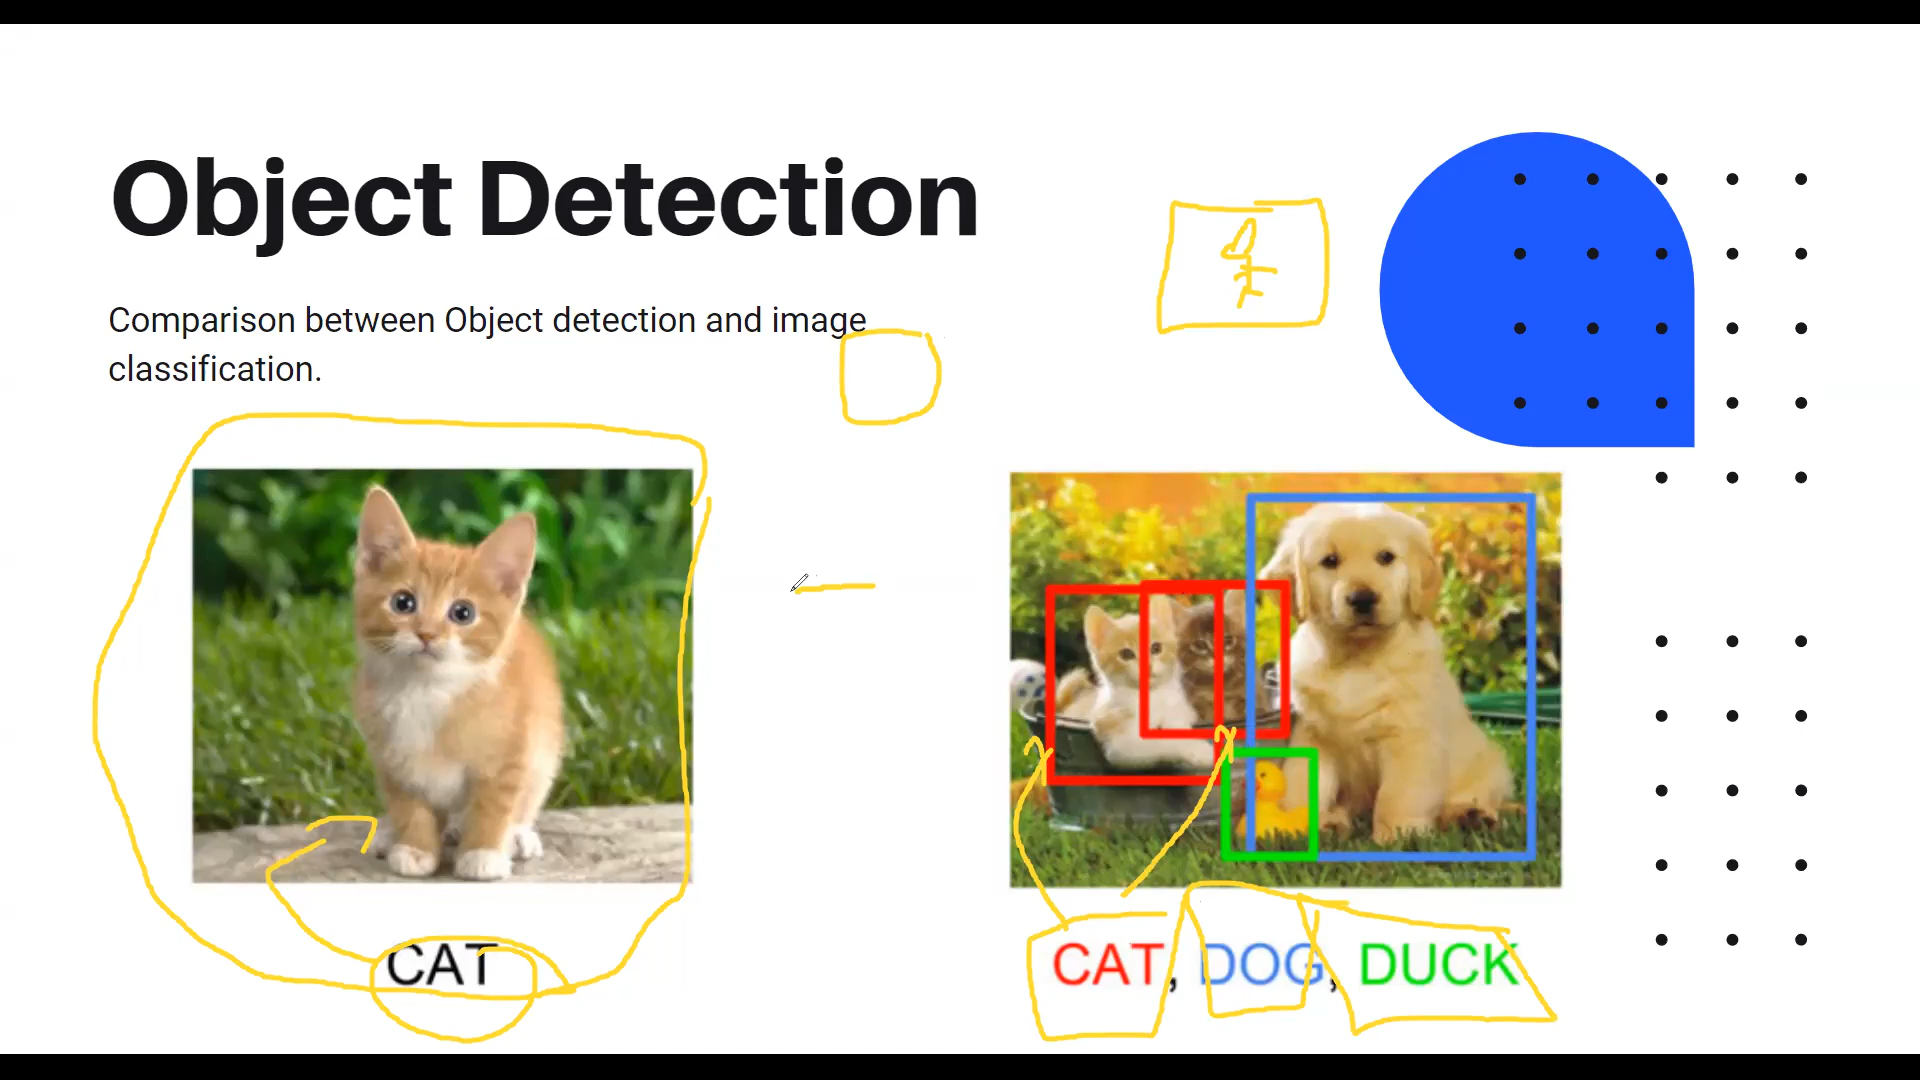 Object Detection
Comparison between Object detection and image
classification.
CAT
CAT, DOG, DUCK